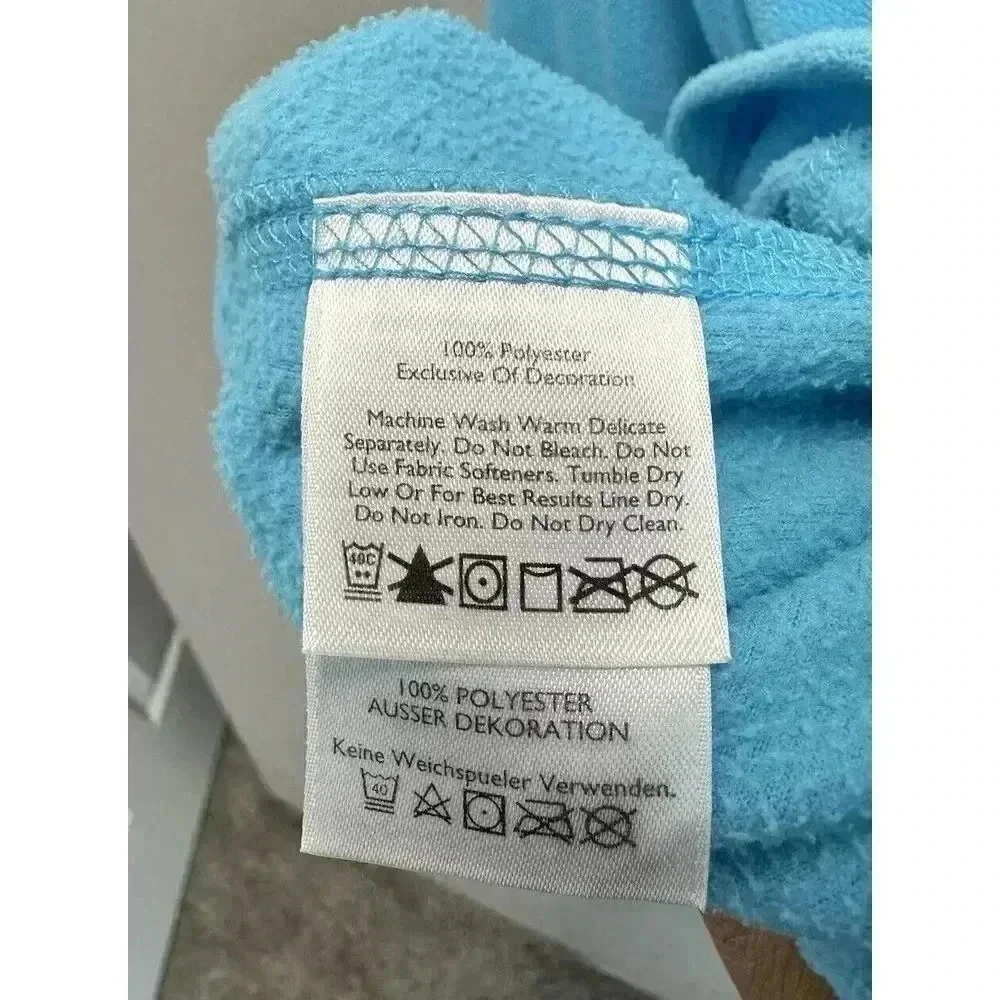 100% Polyester
Exclusive Of Decoration
Machine Wash Warm Delicate
Separately. Do Not Bleach. Do Not
Use Fabric Softeners. Tumble Dry
Low Or For Best Results Line Dry.
Do Not Iron. Do Not Dry Clean.
40C
100% POLYESTER
AUSSER DEKORATION
Keine Weichspueler Verwenden.
40